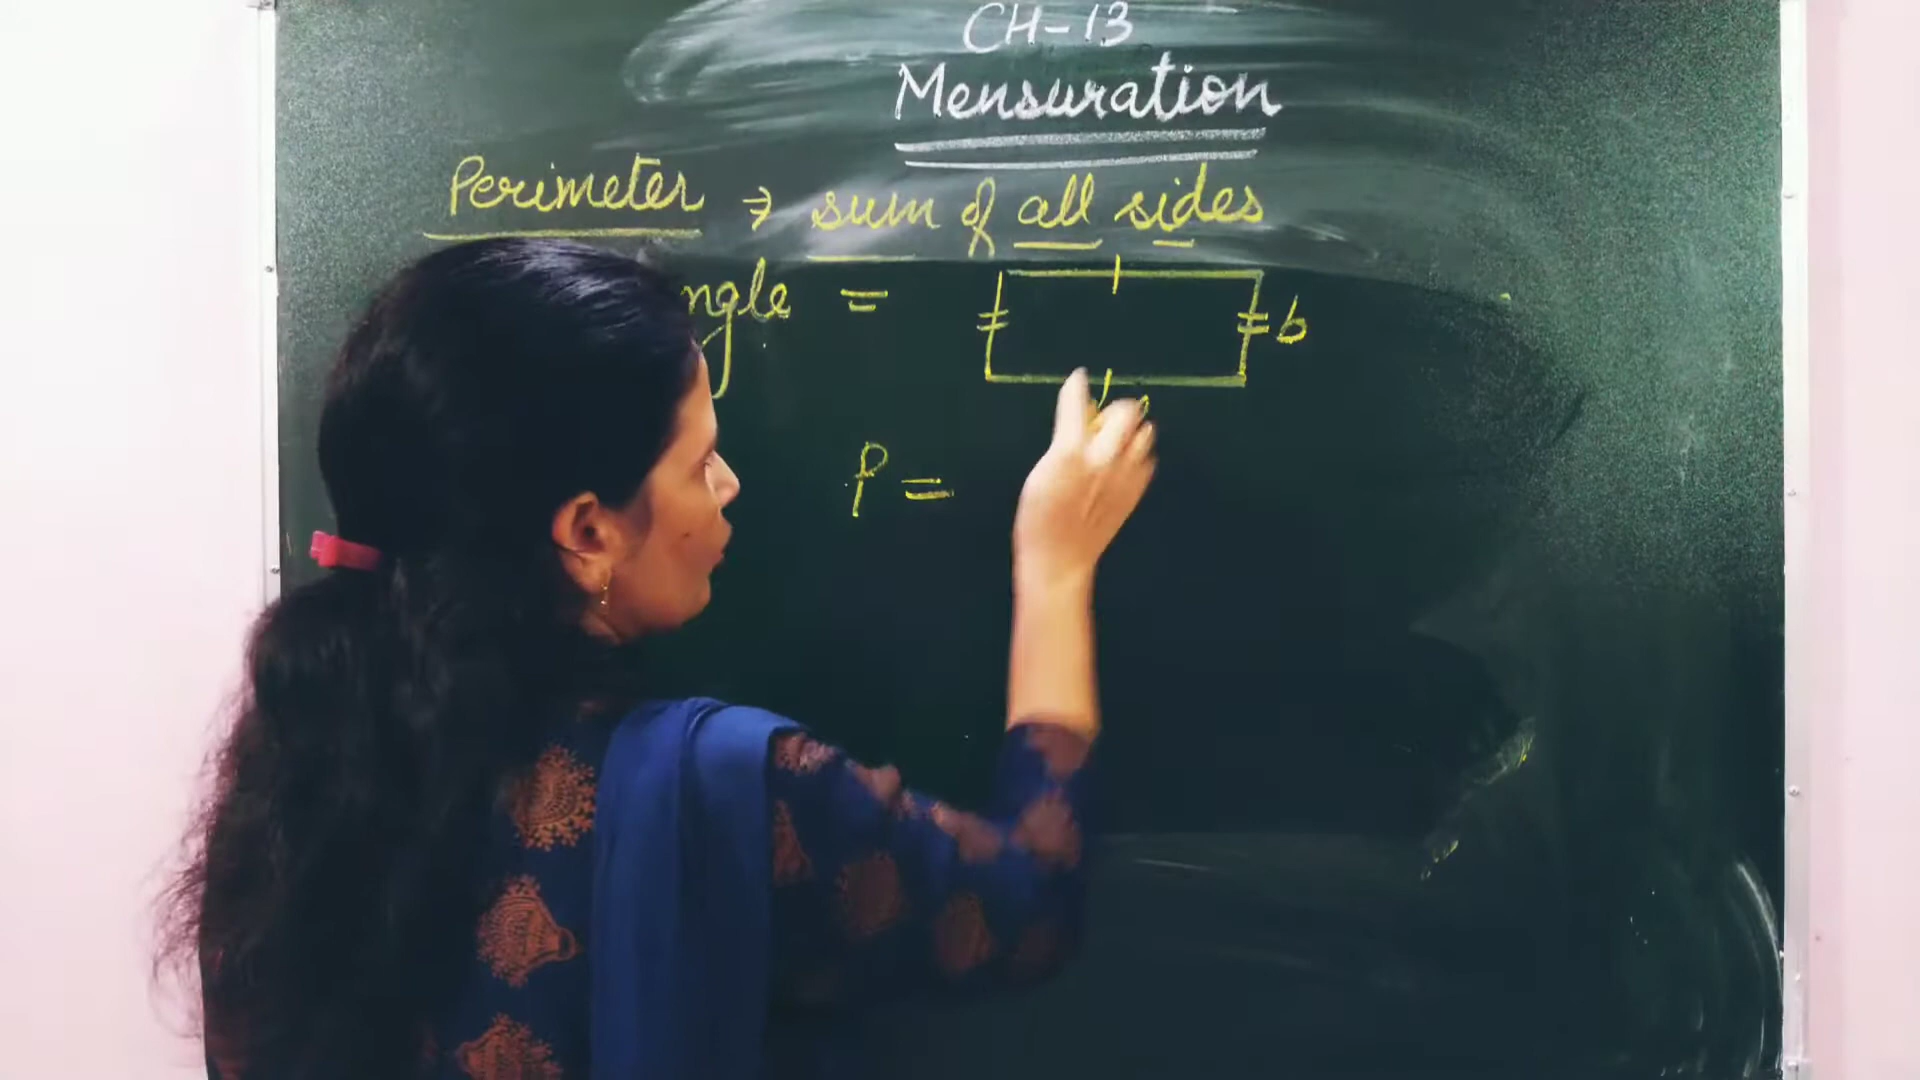 CH-13
Mensuration
Perimeter → sum of all sides
ngle =
b
P =